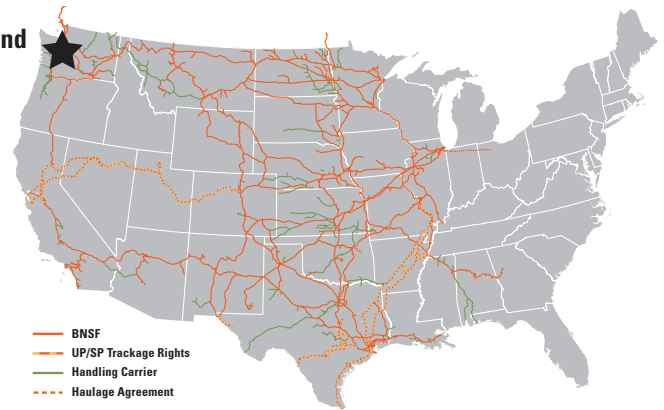 nd
BNSF
UP/SP Trackage Rights
Handling Carrier
Haulage Agreement